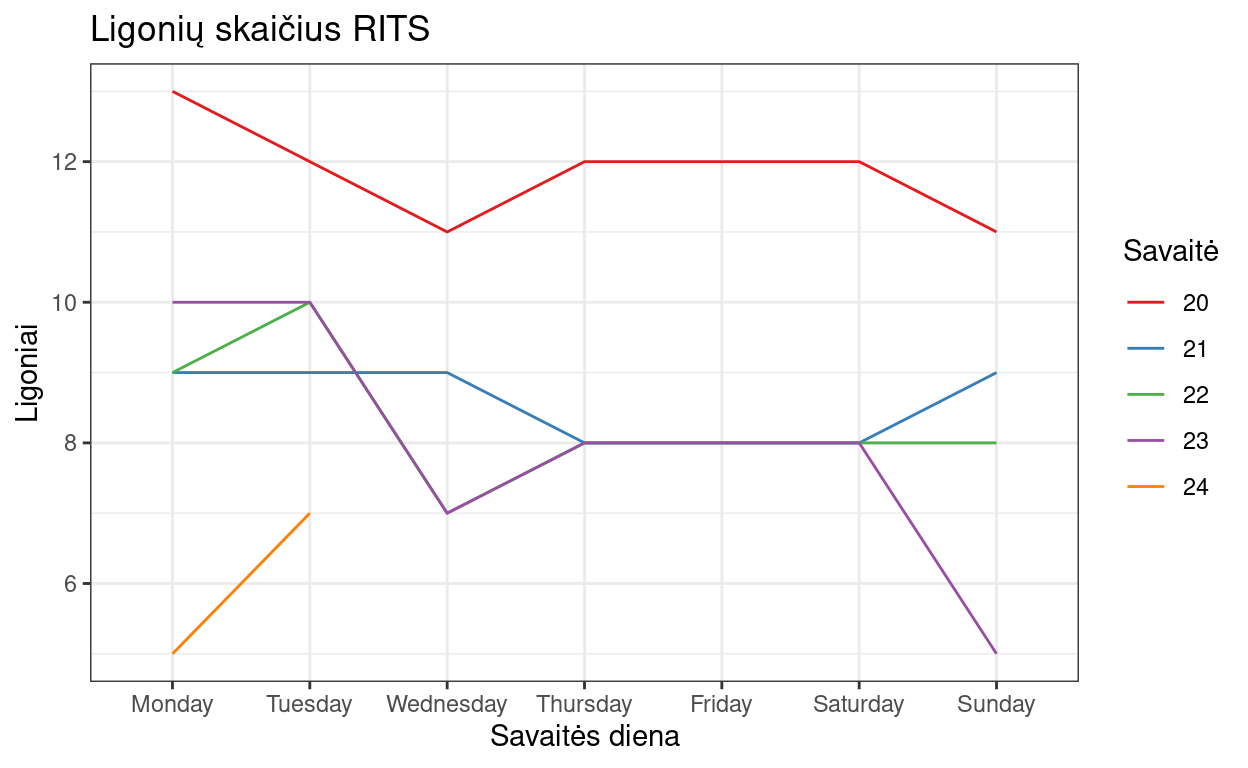 Ligonių skaičius RITS
Ligoniai
12
10
8
6
Monday Tuesday Wednesday Thursday Friday Saturday Sunday
Savaitės diena
Savaitė
20
21
22
23
24